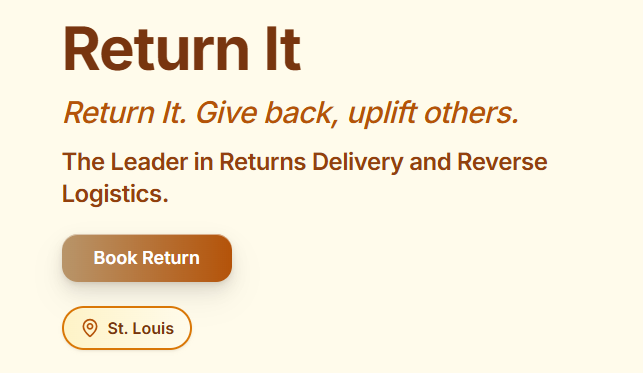 Return It
Return It. Give back, uplift others.
The Leader in Returns Delivery and Reverse
Logistics.
Book Return
St. Louis